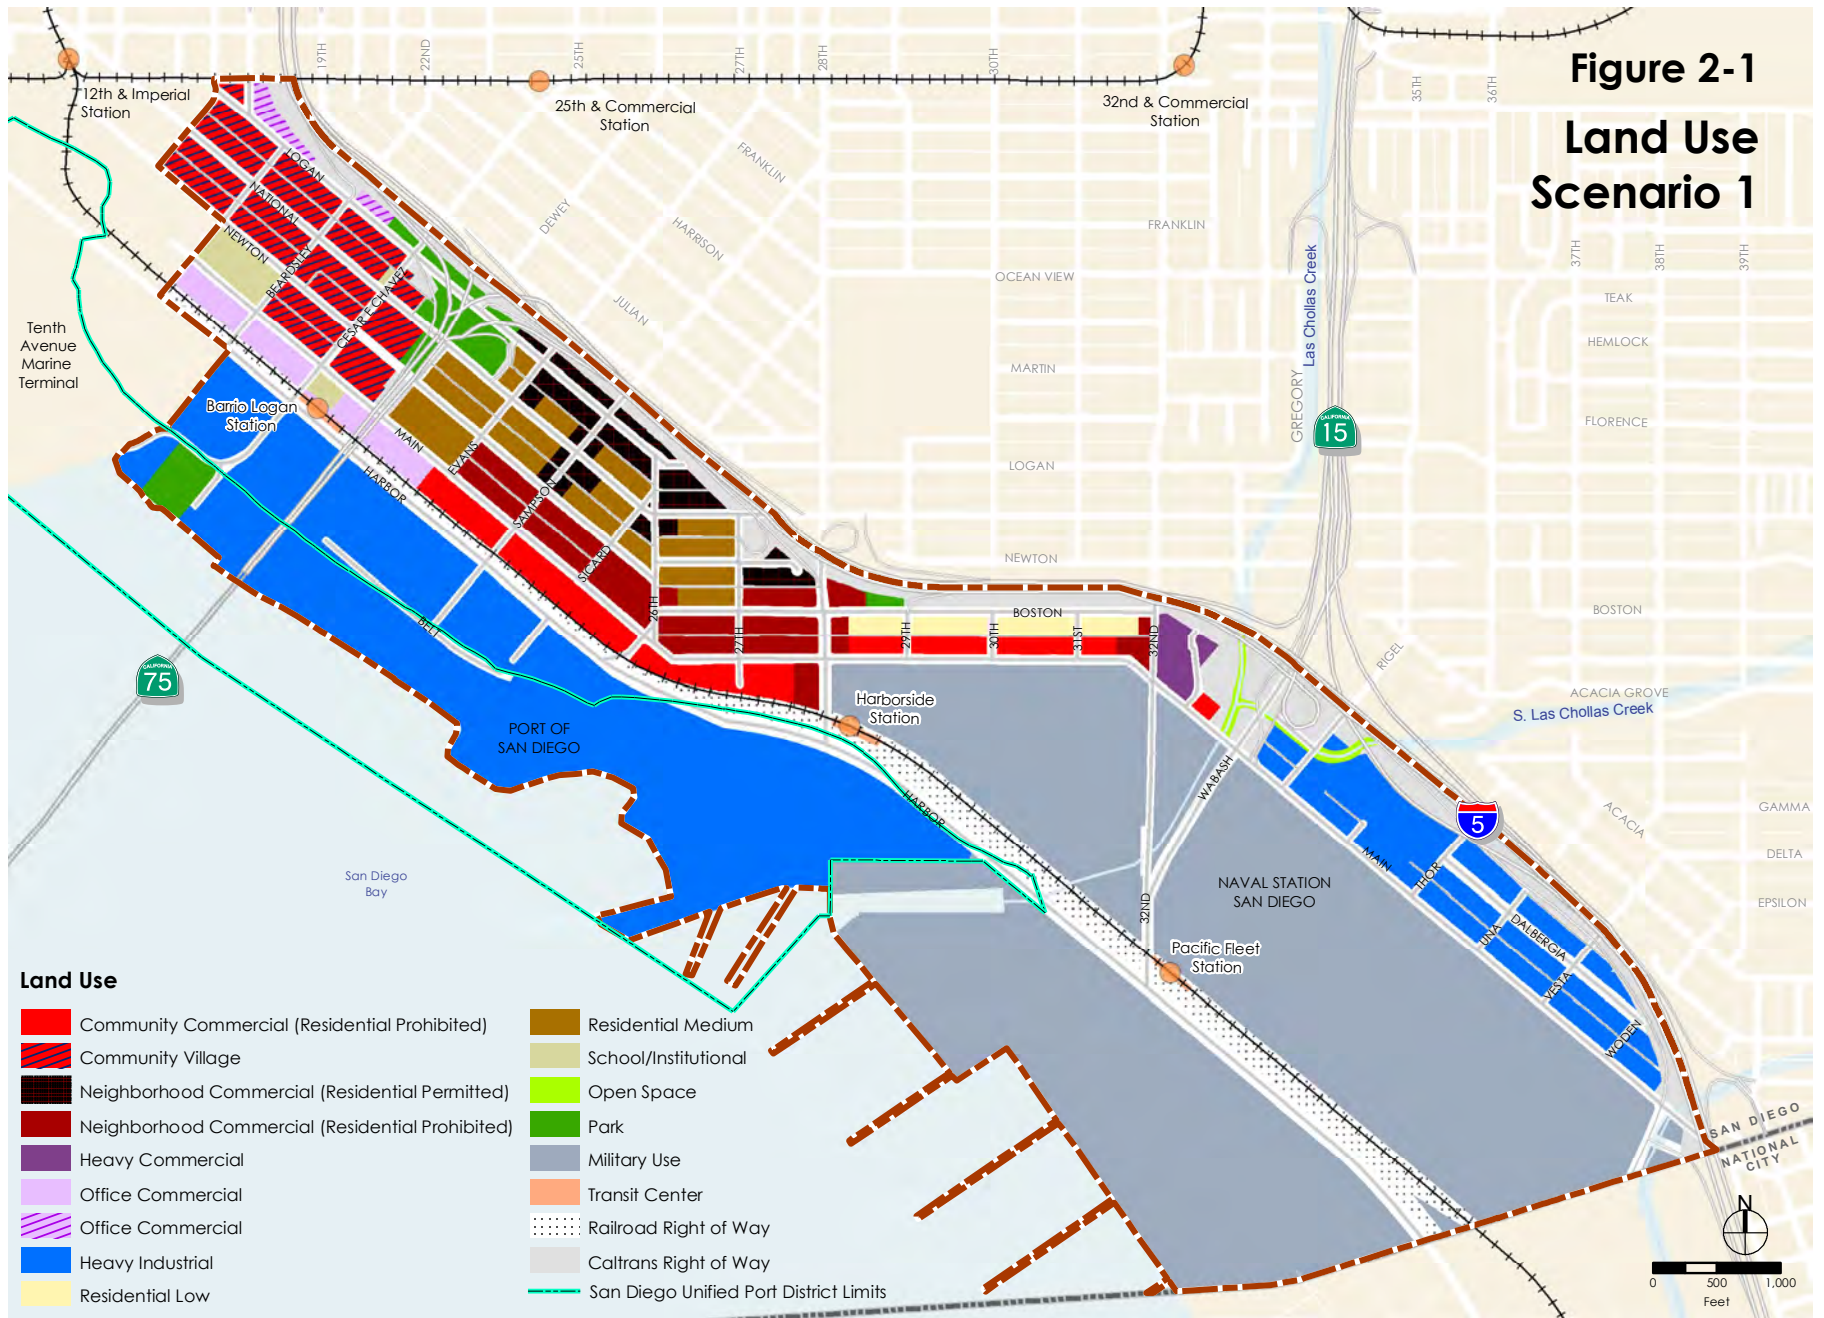 Figure 2-1
Land Use
Scenario 1
19TH
22ND
25TH
27TH
28TH
30TH
35TH
36TH
12th & Imperial
Station
25th & Commercial
Station
32nd & Commercial
Station
FRANKLIN
DEWEY
HARRISON
FRANKLIN
JULIAN
OCEAN VIEW
Las Chollas Creek
37TH
38TH
39TH
TEAK
HEMLOCK
MARTIN
GREGORY
FLORENCE
CALIFORNIA
15
LOGAN
NATIONAL
NEWTON
BEARDSLEY
CESAR E CHAVEZ
Tenth
Avenue
Marine
Terminal
Barrio Logan
Station
MAIN
EVANS
HARBOR
SAMPSON
SICARD
LOGAN
NEWTON
BOSTON
26TH
27TH
BOSTON
29TH
30TH
31ST
32ND
BELT
RIGEL
ACACIA GROVE
S. Las Chollas Creek
CALIFORNIA
75
Harborside
Station
PORT OF
SAN DIEGO
WABASH
HARBOR
5
ACACIA
GAMMA
DELTA
EPSILON
MAIN
THOR
San Diego
Bay
NAVAL STATION
SAN DIEGO
32ND
UNA
DALBERGIA
VESTA
WODEN
Pacific Fleet
Station
SAN DIEGO
NATIONAL
CITY
Land Use
Community Commercial (Residential Prohibited)
Community Village
Neighborhood Commercial (Residential Permitted)
Neighborhood Commercial (Residential Prohibited)
Heavy Commercial
Office Commercial
Office Commercial
Heavy Industrial
Residential Low
Residential Medium
School/Institutional
Open Space
Park
Military Use
Transit Center
Railroad Right of Way
Caltrans Right of Way
San Diego Unified Port District Limits
N
0 500 1,000
Feet